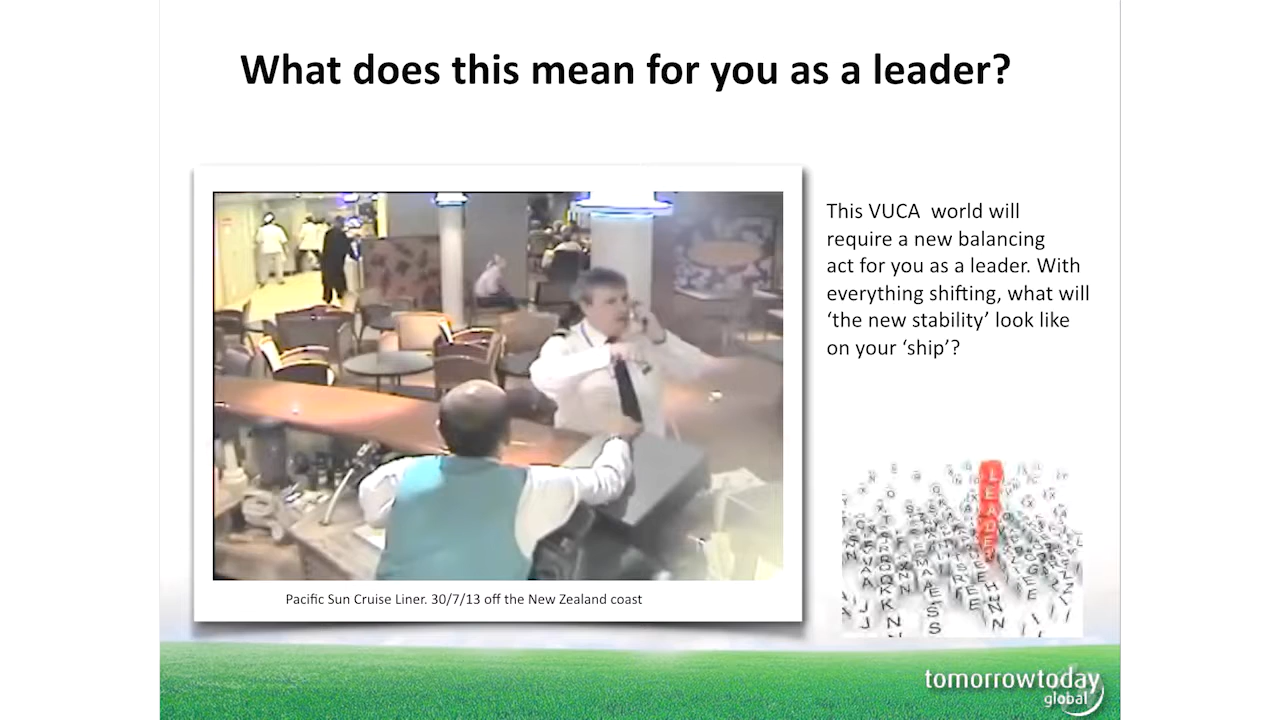 What does this mean for you as a leader?
This VUCA  world will
require a new balancing
act for you as a leader. With
everything shifting, what will
‘the new stability’ look like
on your ‘ship’?
Pacific Sun Cruise Liner. 30/7/13 off the New Zealand coast
LEADER
tomorrowtoday
global